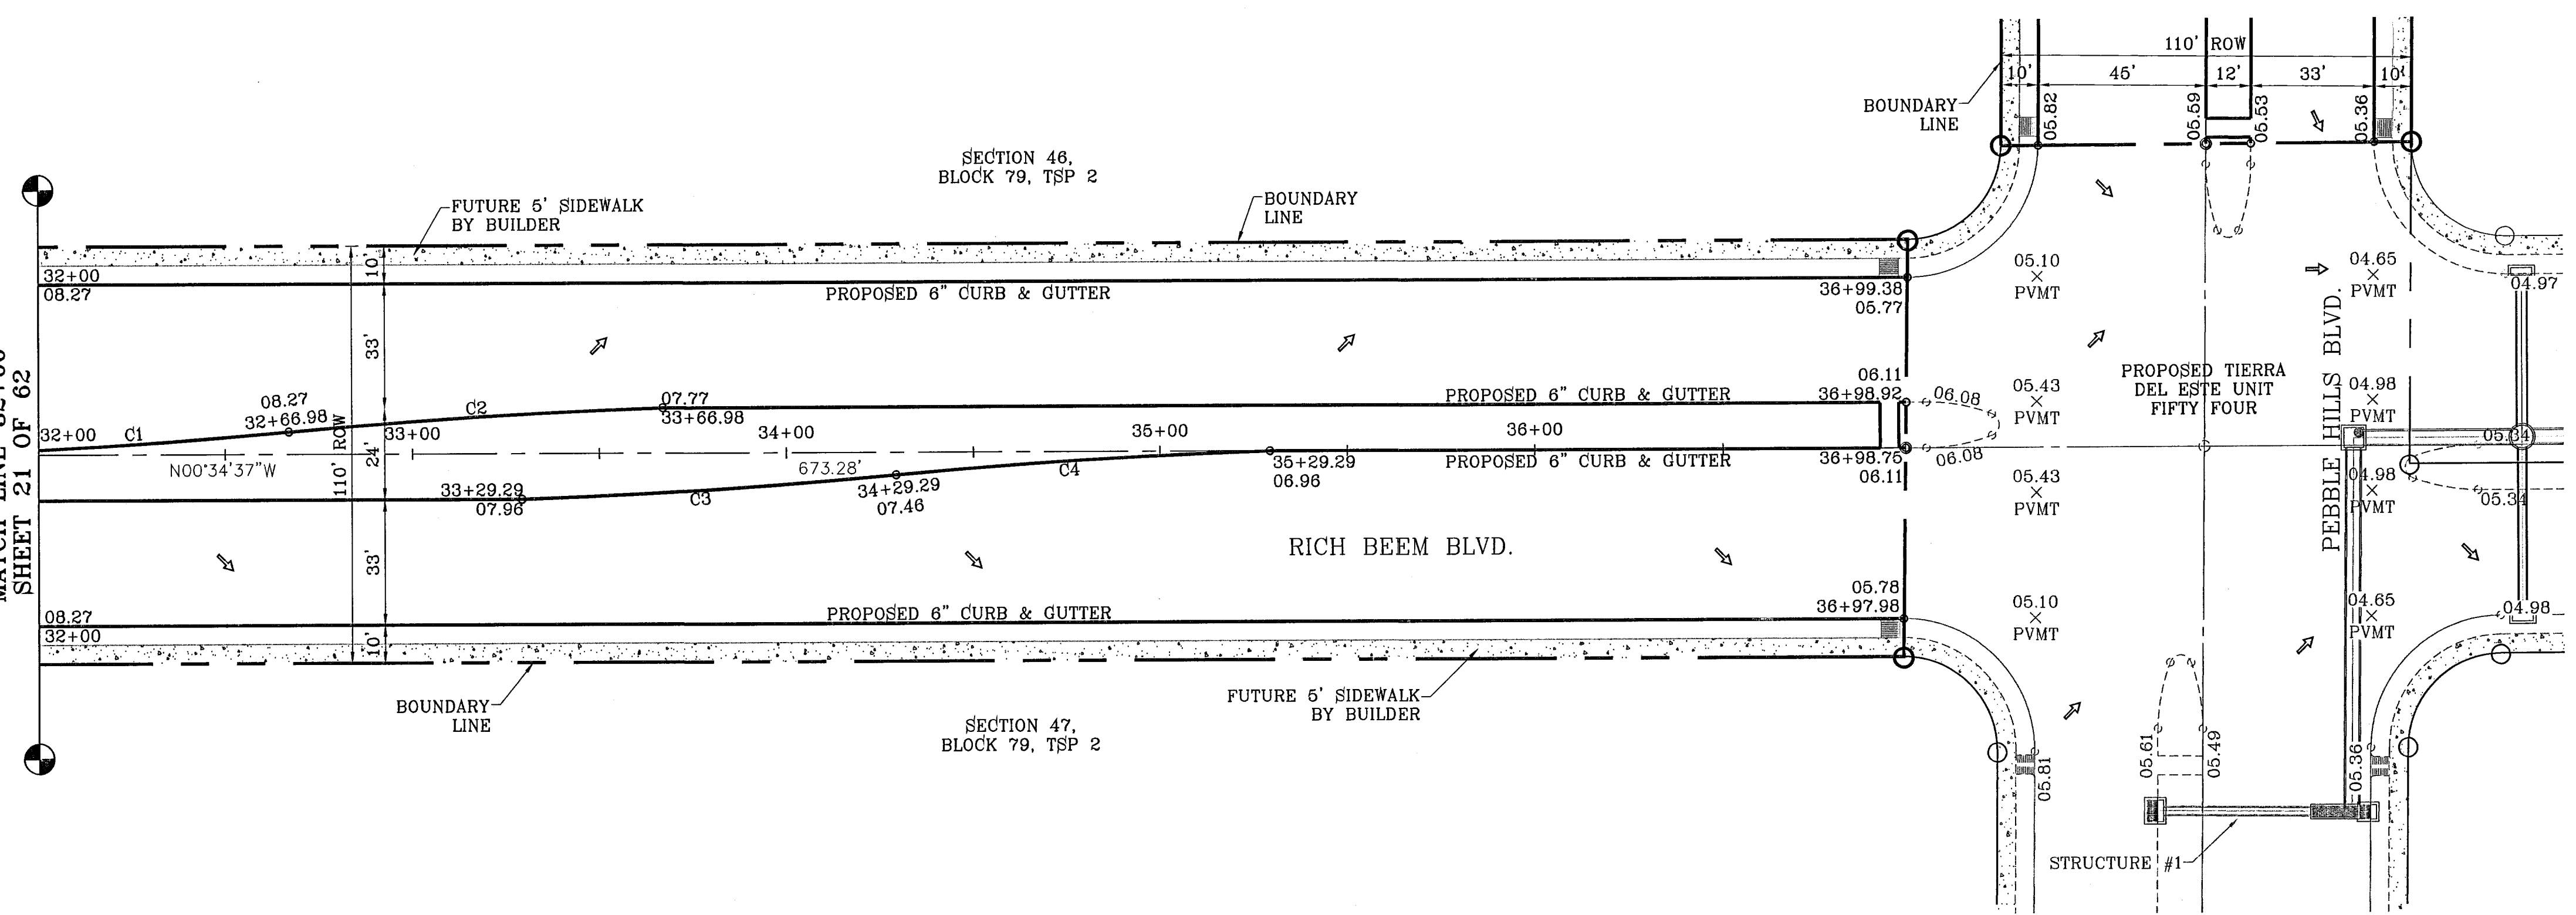 110' ROW
10' 45' 12' 33' 10'
BOUNDARY
LINE
05.82
05.59
05.53
05.36
SECTION 46,
BLOCK 79, TSP 2
FUTURE 5' SIDEWALK
BY BUILDER
BOUNDARY
LINE
SHEET 21 OF 62
32+00
08.27
10'
33'
110' ROW
24'
33'
10'
PROPOSED 6" CURB & GUTTER
36+99.38
05.77
05.10
PVMT
04.65
PVMT
04.97
PEBBLE HILLS BLVD.
PROPOSED TIERRA
DEL ESTE UNIT
FIFTY FOUR
08.27
32+66.98
C2
07.77
33+66.98
PROPOSED 6" CURB & GUTTER
06.11
36+98.92
06.08
05.43
PVMT
04.98
PVMT
32+00
C1
33+00
34+00
35+00
36+00
N00°34'37"W
673.28'
C4
35+29.29
06.96
PROPOSED 6" CURB & GUTTER
36+98.75
06.11
06.08
05.34
33+29.29
07.96
C3
34+29.29
07.46
05.43
PVMT
04.98
PVMT
05.34
RICH BEEM BLVD.
08.27
32+00
PROPOSED 6" CURB & GUTTER
05.78
36+97.98
05.10
PVMT
04.65
PVMT
04.98
BOUNDARY
LINE
SECTION 47,
BLOCK 79, TSP 2
FUTURE 5' SIDEWALK
BY BUILDER
05.81
05.61
05.49
05.36
STRUCTURE #1